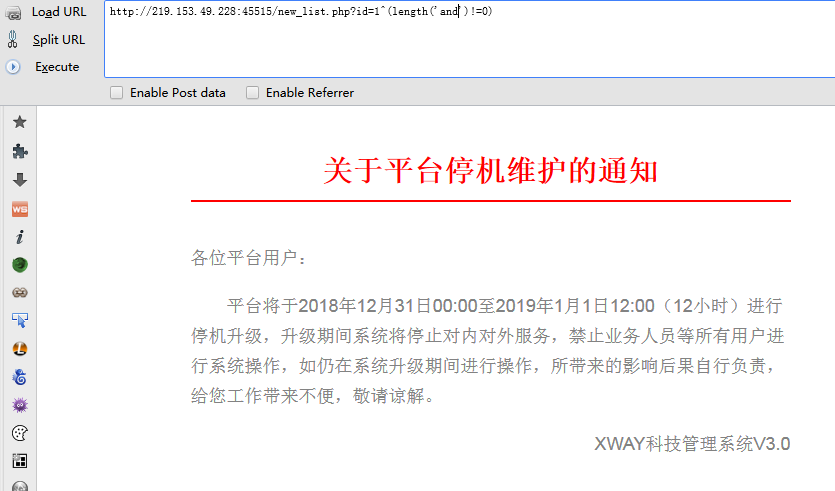 Load URL
http://219.153.49.228:45515/new_list.php?id=1^(length('and')!=0)
Split URL
Execute
Enable Post data
Enable Referrer
关于平台停机维护的通知
各位平台用户：
平台将于2018年12月31日00:00至2019年1月1日12:00（12小时）进行
停机升级，升级期间系统将停止对内对外服务，禁止业务人员等所有用户进
行系统操作，如仍在系统升级期间进行操作，所带来的影响后果自行负责，
给您工作带来不便，敬请谅解。
XWAY科技管理系统V3.0
WS